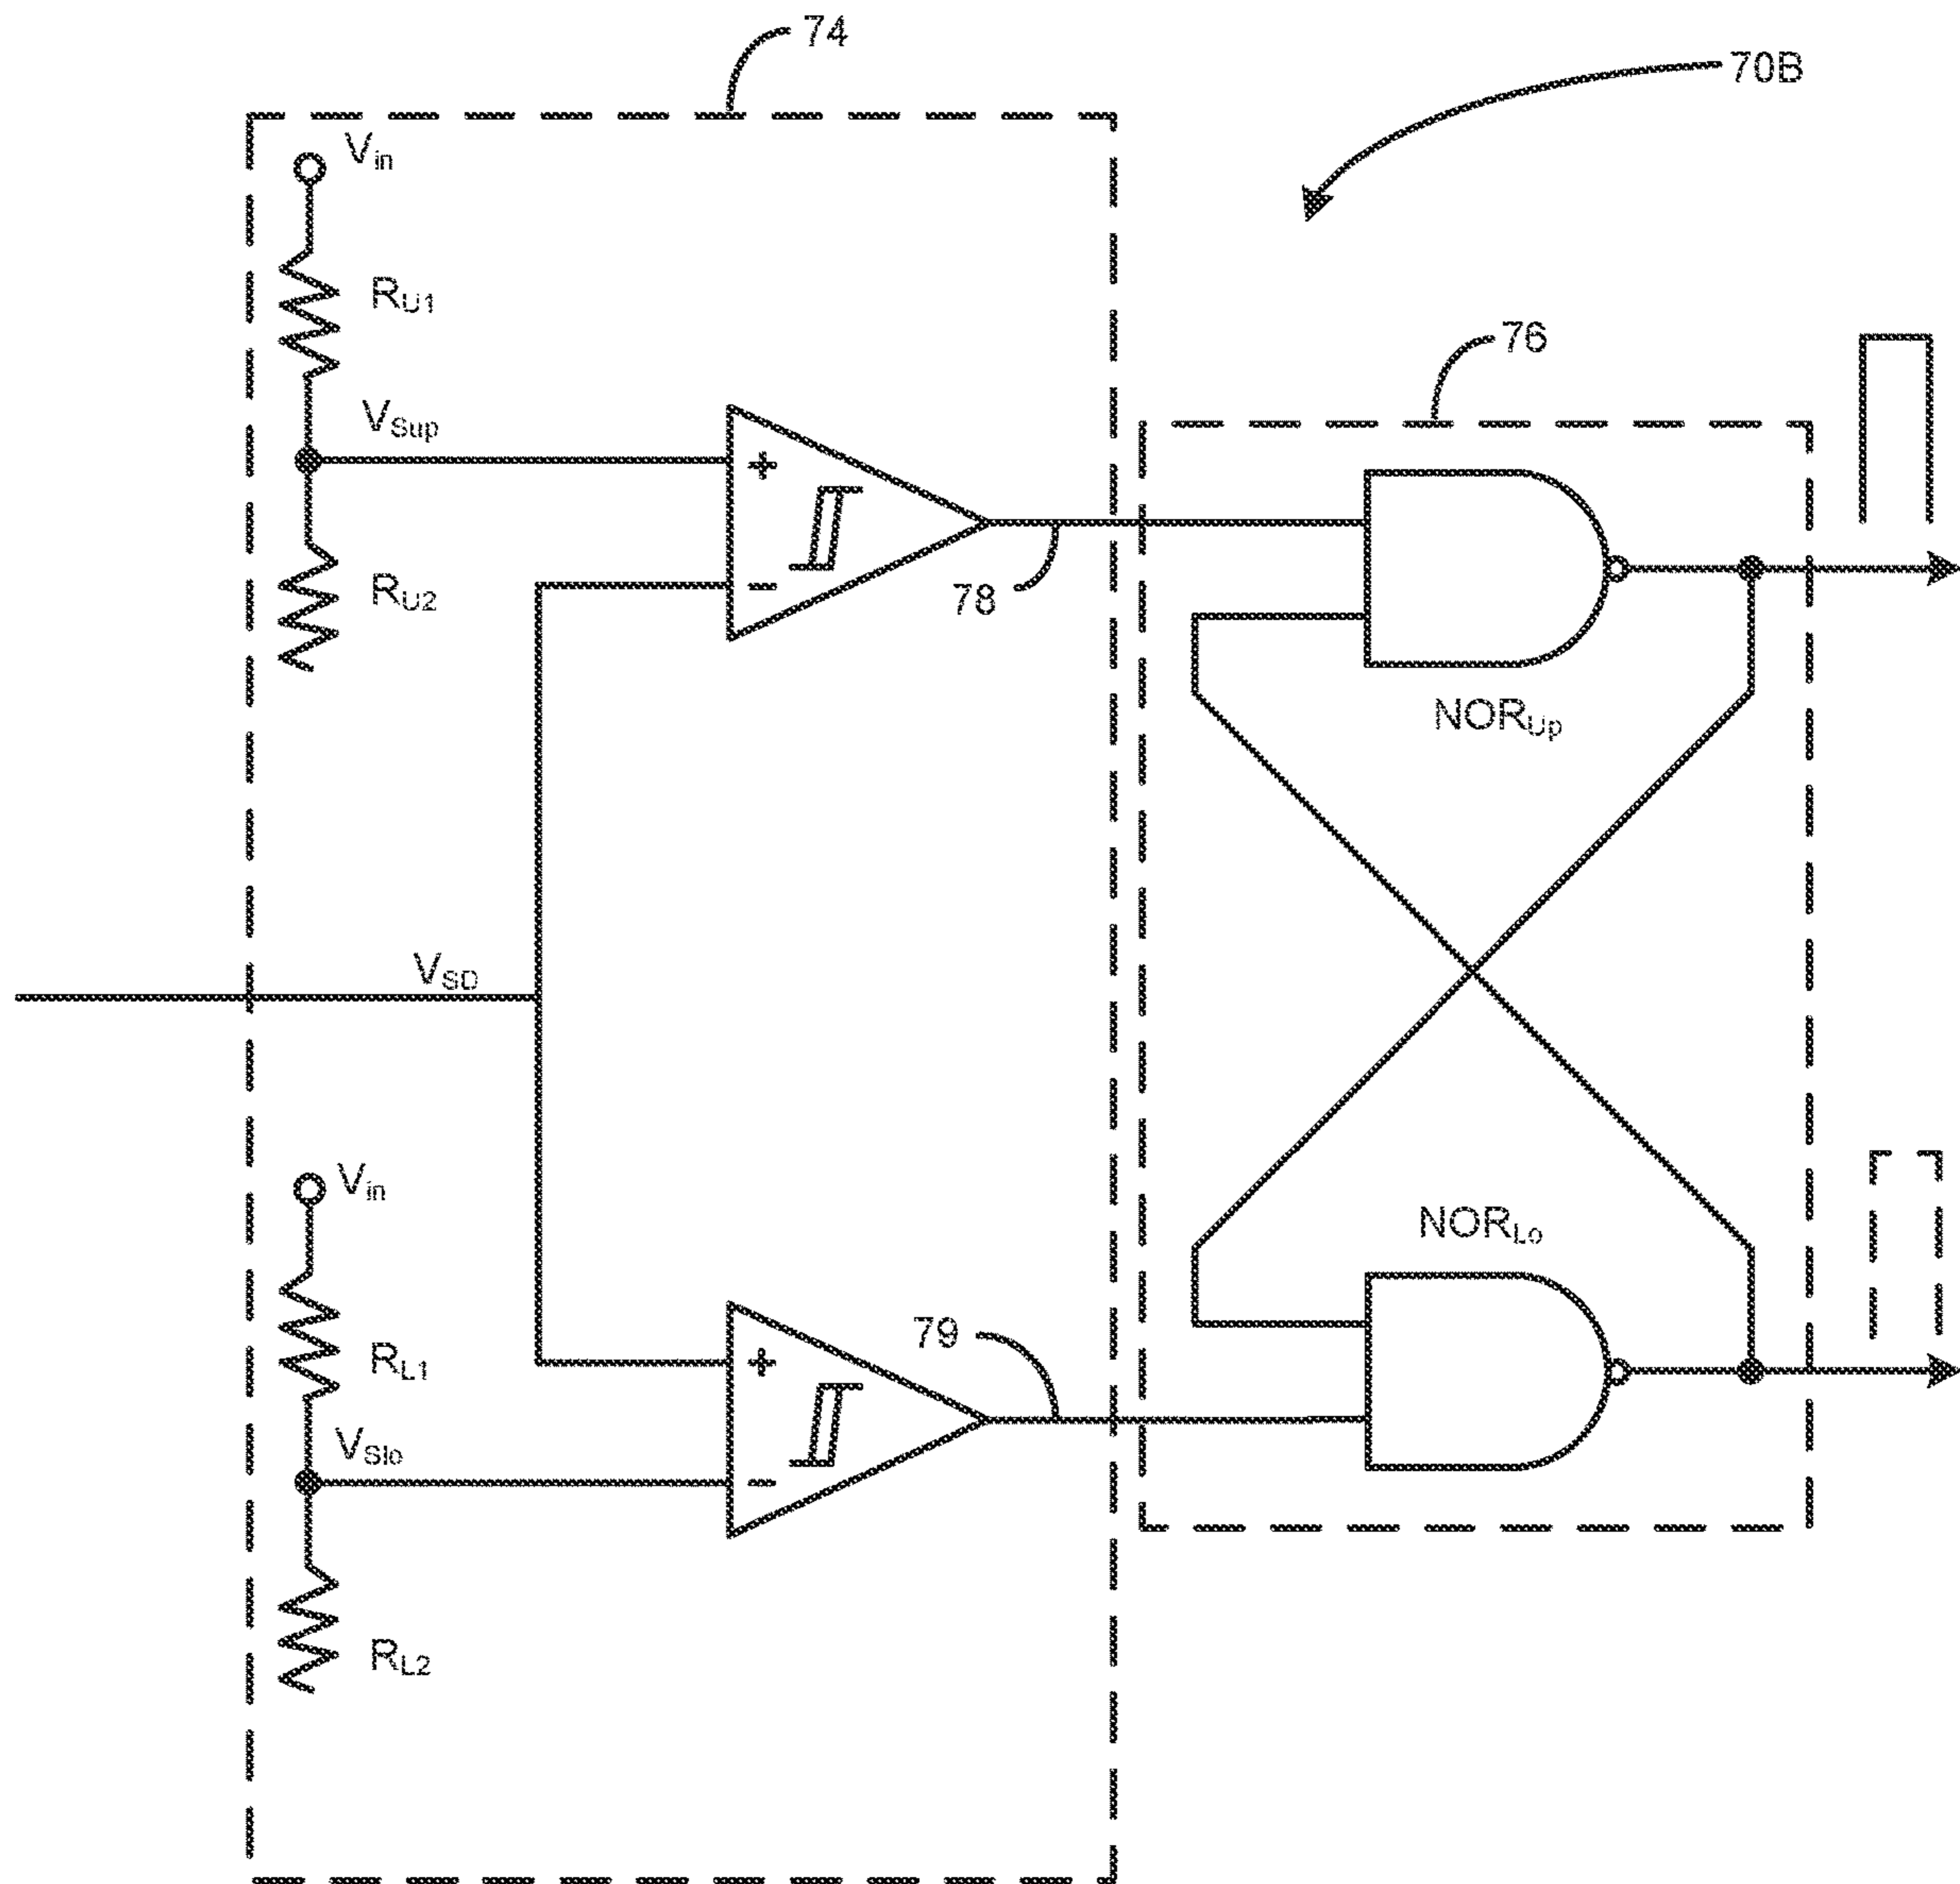 74
70B
Vin
RU1
76
VSup
+
-
78
RU2
NORUp
VSD
Vin
NORLo
79
RL1
+
VSlo
-
RL2